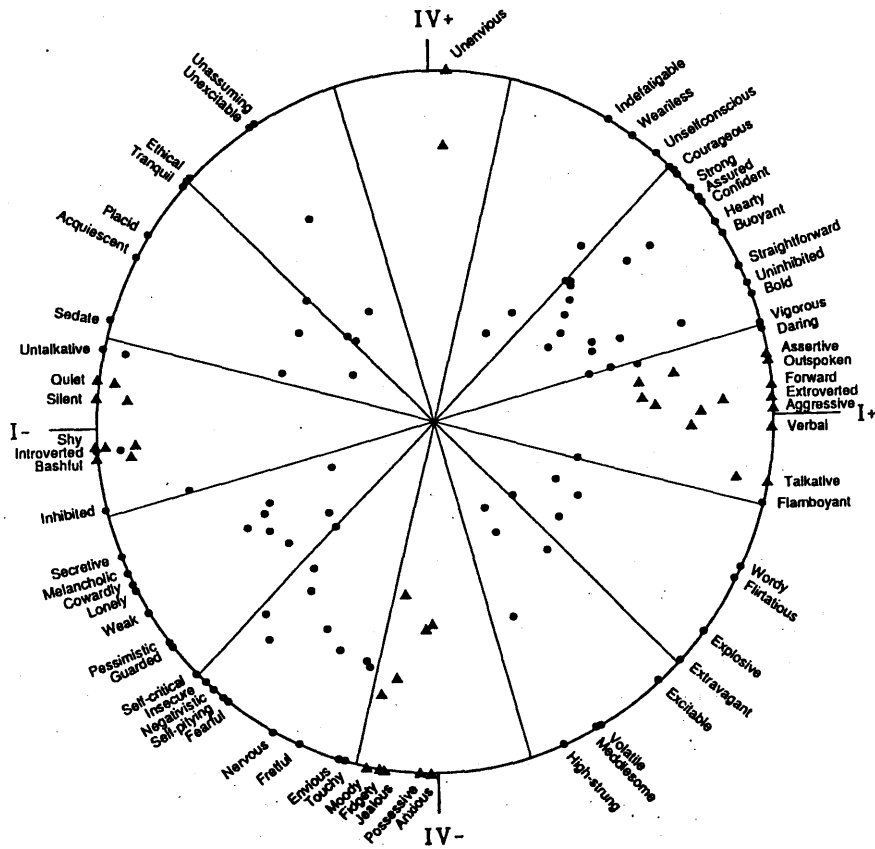 IV+
Unenvious
Indefatigable
Weariless
Unselfconscious
Courageous
Strong
Assured
Confident
Hearty
Buoyant
Straightforward
Uninhibited
Bold
Vigorous
Daring
Assertive
Outspoken
Forward
Extroverted
Aggressive
I+
Verbal
Talkative
Flamboyant
Wordy
Flirtatious
Explosive
Extravagant
Excitable
Volatile
Meddlesome
High-strung
IV-
Anxious
Possessive
Jealous
Fidgety
Moody
Touchy
Envious
Fretful
Nervous
Fearful
Self-pitying
Negativistic
Insecure
Self-critical
Guarded
Pessimistic
Weak
Lonely
Cowardly
Melancholic
Secretive
Inhibited
Bashful
Introverted
Shy
I-
Silent
Quiet
Untalkative
Sedate
Acquiescent
Placid
Tranquil
Ethical
Unexcitable
Unassuming